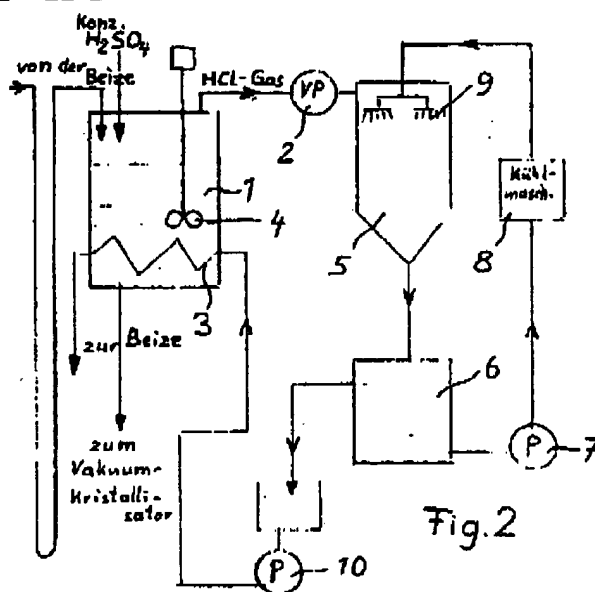 Konz.
H₂SO₄
von der Beize
HCL-Gas
VP
2
9
1
4
Kühl-
masch.
8
5
3
zur Beize
6
zum
Vakuum-
Kristalli-
sator
P
7
Fig.2
P
10